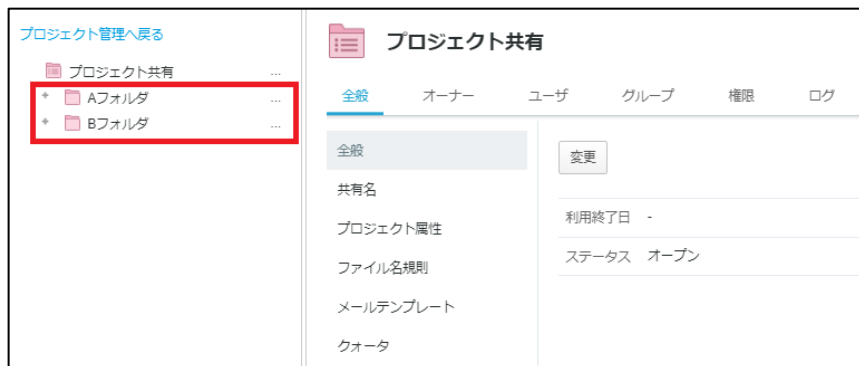 プロジェクト管理へ戻る
プロジェクト共有 ...
Aフォルダ ...
Bフォルダ ...
プロジェクト共有
全般 オーナー ユーザ グループ 権限 ログ
全般
共有名
プロジェクト属性
ファイル名規則
メールテンプレート
クォータ
変更
利用終了日 -
ステータス オープン